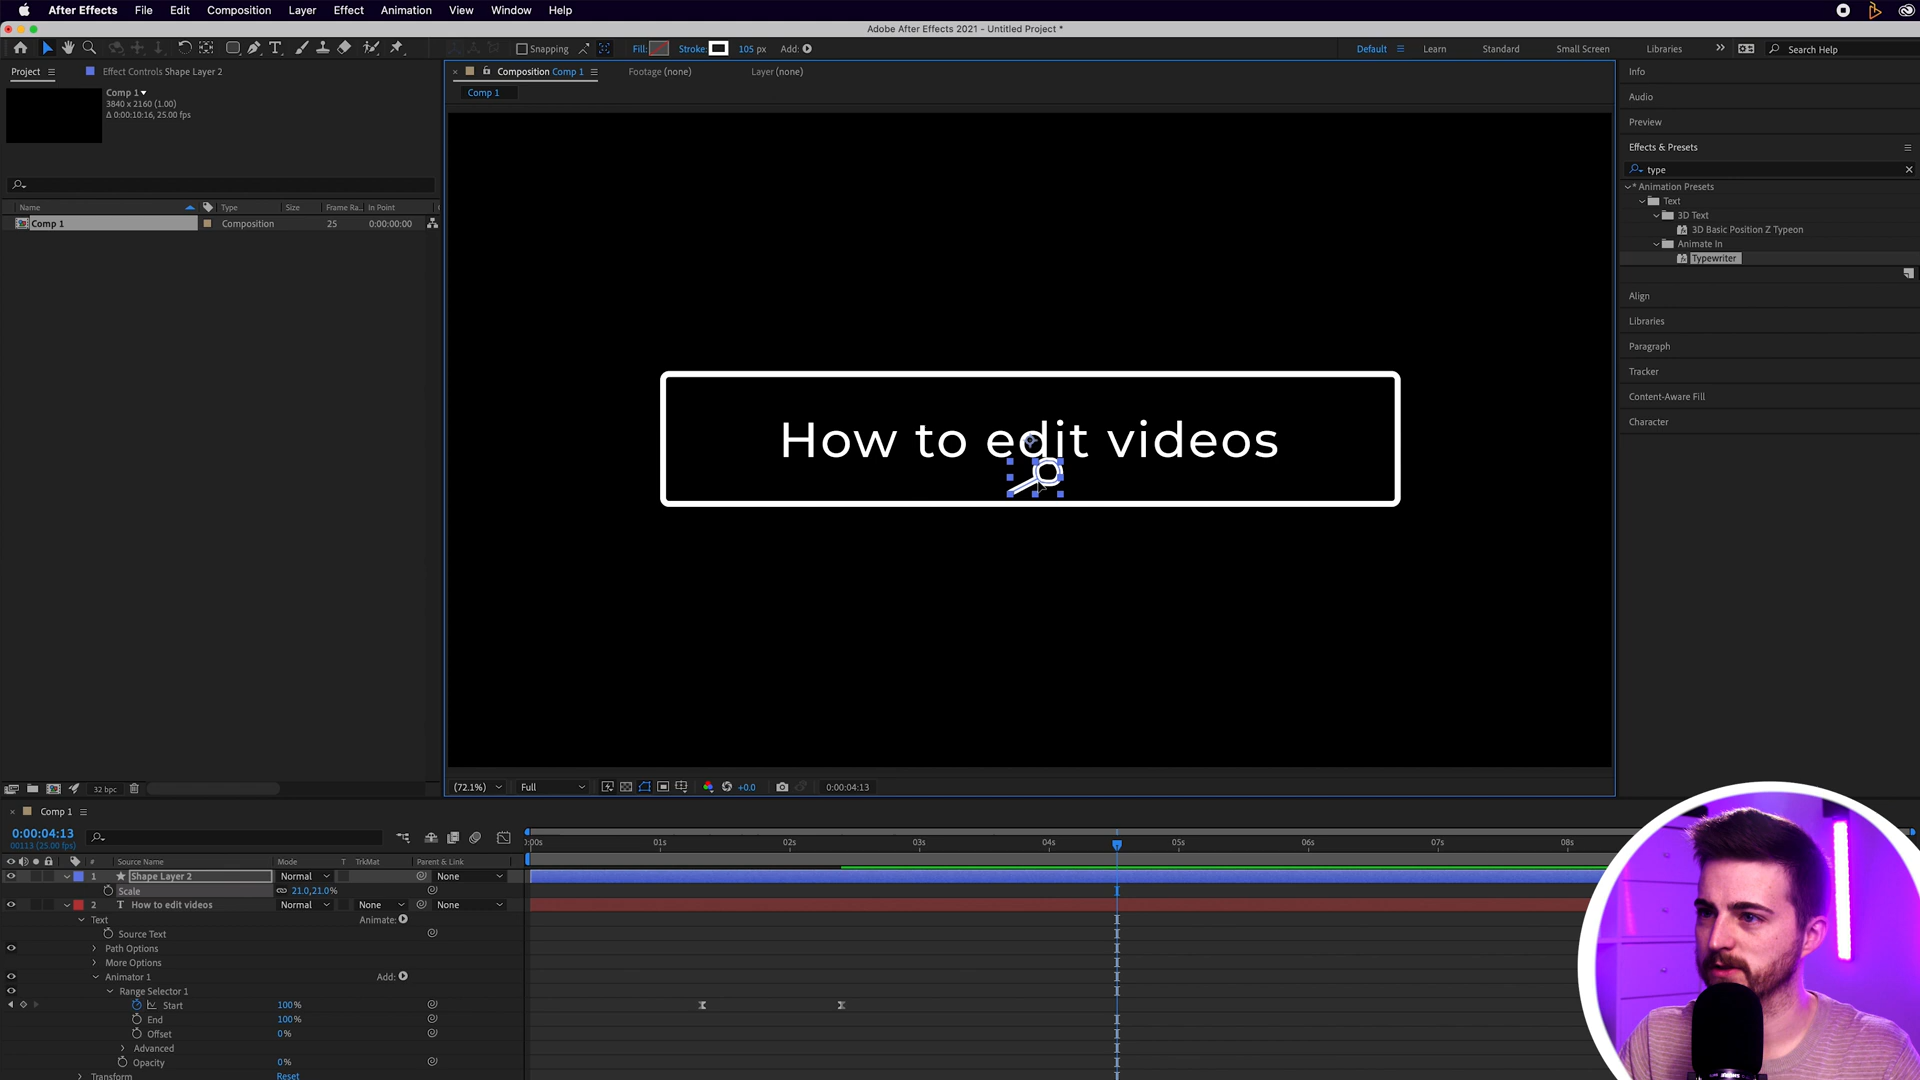 After Effects File Edit Composition Layer Effect Animation View Window Help
Adobe After Effects 2021 - Untitled Project *
Snapping Fill: Stroke: 105 px Add: Default Learn Standard Small Screen Libraries Search Help
Project Effect Controls Shape Layer 2
Composition Comp 1 Footage (none) Layer (none)
Comp 1
Comp 1
3840 x 2160 (1.00)
Δ 0:00:10:16, 25.00 fps
Name Type Size Frame Ra... In Point
Comp 1 Composition 25 0:00:00:00
How to edit videos
Info
Audio
Preview
Effects & Presets
type
* Animation Presets
Text
3D Text
3D Basic Position Z Typeon
Animate In
Typewriter
Align
Libraries
Paragraph
Tracker
Content-Aware Fill
Character
32 bpc
(72.1%) Full +0.0 0:00:04:13
Comp 1
0:00:04:13
00113 (25.00 fps)
:00s 01s 02s 03s 04s 05s 06s 07s 08s
# Source Name Mode T TrkMat Parent & Link
1 Shape Layer 2 Normal None
Scale 21.0,21.0%
2 T How to edit videos Normal None None
Text Animate:
Source Text
Path Options
More Options
Animator 1 Add:
Range Selector 1
Start 100%
End 100%
Offset 0%
Advanced
Opacity 0%
Transform Reset